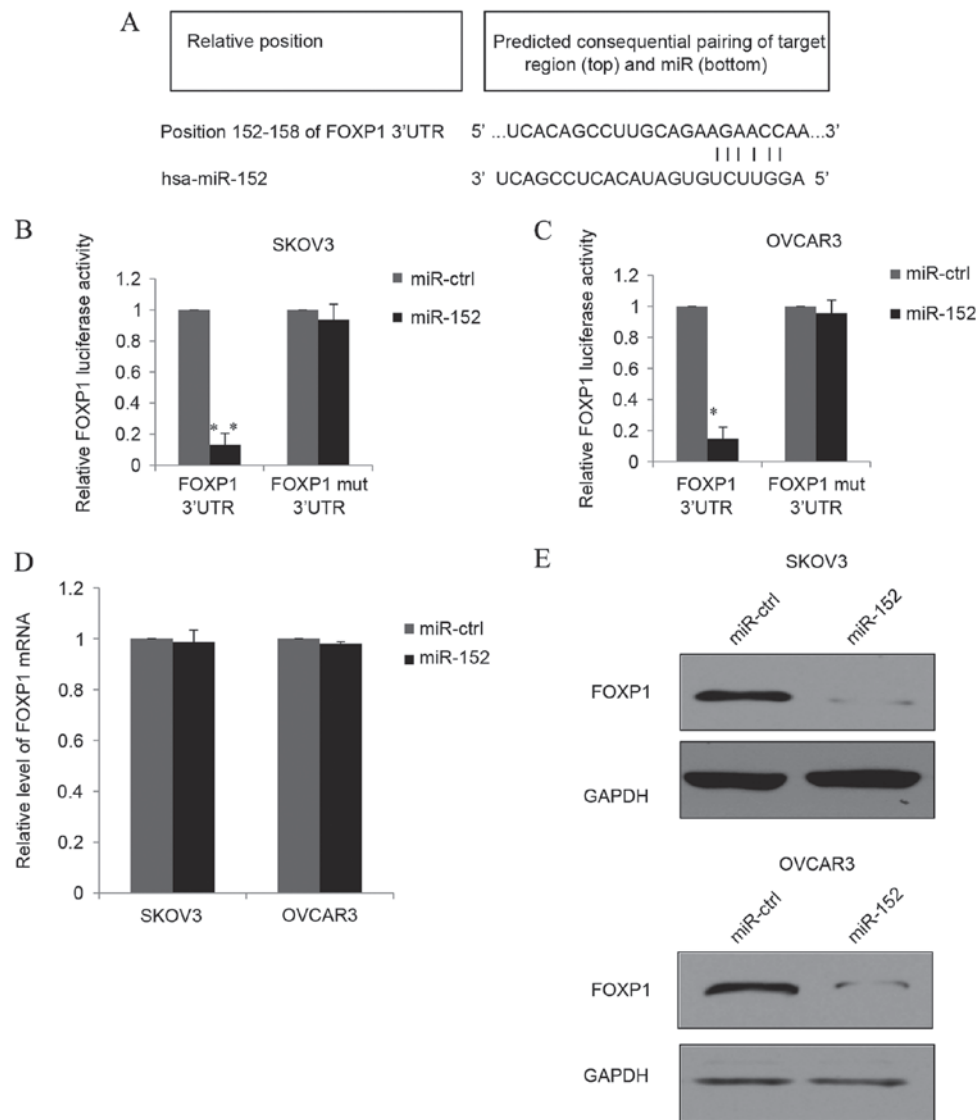 A
Relative position
Predicted consequential pairing of target
region (top) and miR (bottom)
Position 152-158 of FOXP1 3'UTR 5' ...UCACAGCCUUGCAGAAGAACCAA...3'
hsa-miR-152 3' UCAGCCUCACAUAGUGUCUUGGA 5'
B
SKOV3
Relative FOXP1 luciferase activity
1.2
1
0.8
0.6
0.4
0.2
0
* *
miR-ctrl
miR-152
FOXP1
3'UTR
FOXP1 mut
3'UTR
C
OVCAR3
Relative FOXP1 luciferase activity
1.2
1
0.8
0.6
0.4
0.2
0
*
miR-ctrl
miR-152
FOXP1
3'UTR
FOXP1 mut
3'UTR
D
Relative level of FOXP1 mRNA
1.2
1
0.8
0.6
0.4
0.2
0
miR-ctrl
miR-152
SKOV3
OVCAR3
E
SKOV3
miR-ctrl
miR-152
FOXP1
GAPDH
OVCAR3
miR-ctrl
miR-152
FOXP1
GAPDH